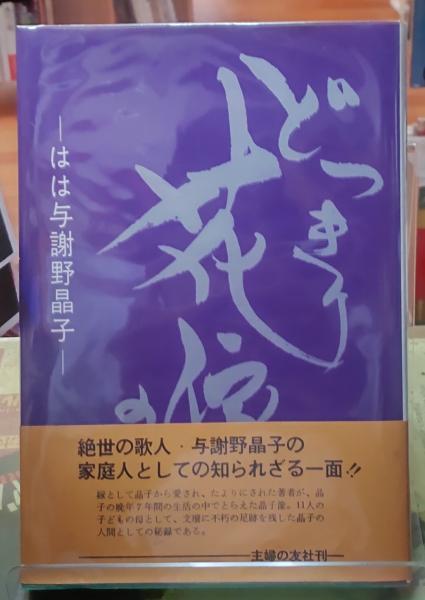 どっきり
花嫁
の
―はは与謝野晶子―
絶世の歌人・与謝野晶子の
家庭人としての知られざる一面!!
嫁として晶子から愛され、たよりにされた著者が、晶
子の晩年7年間の生活の中でとらえた晶子像。11人の
子どもの母として、文壇に不朽の足跡を残した晶子の
人間としての秘録である。
主婦の友社刊